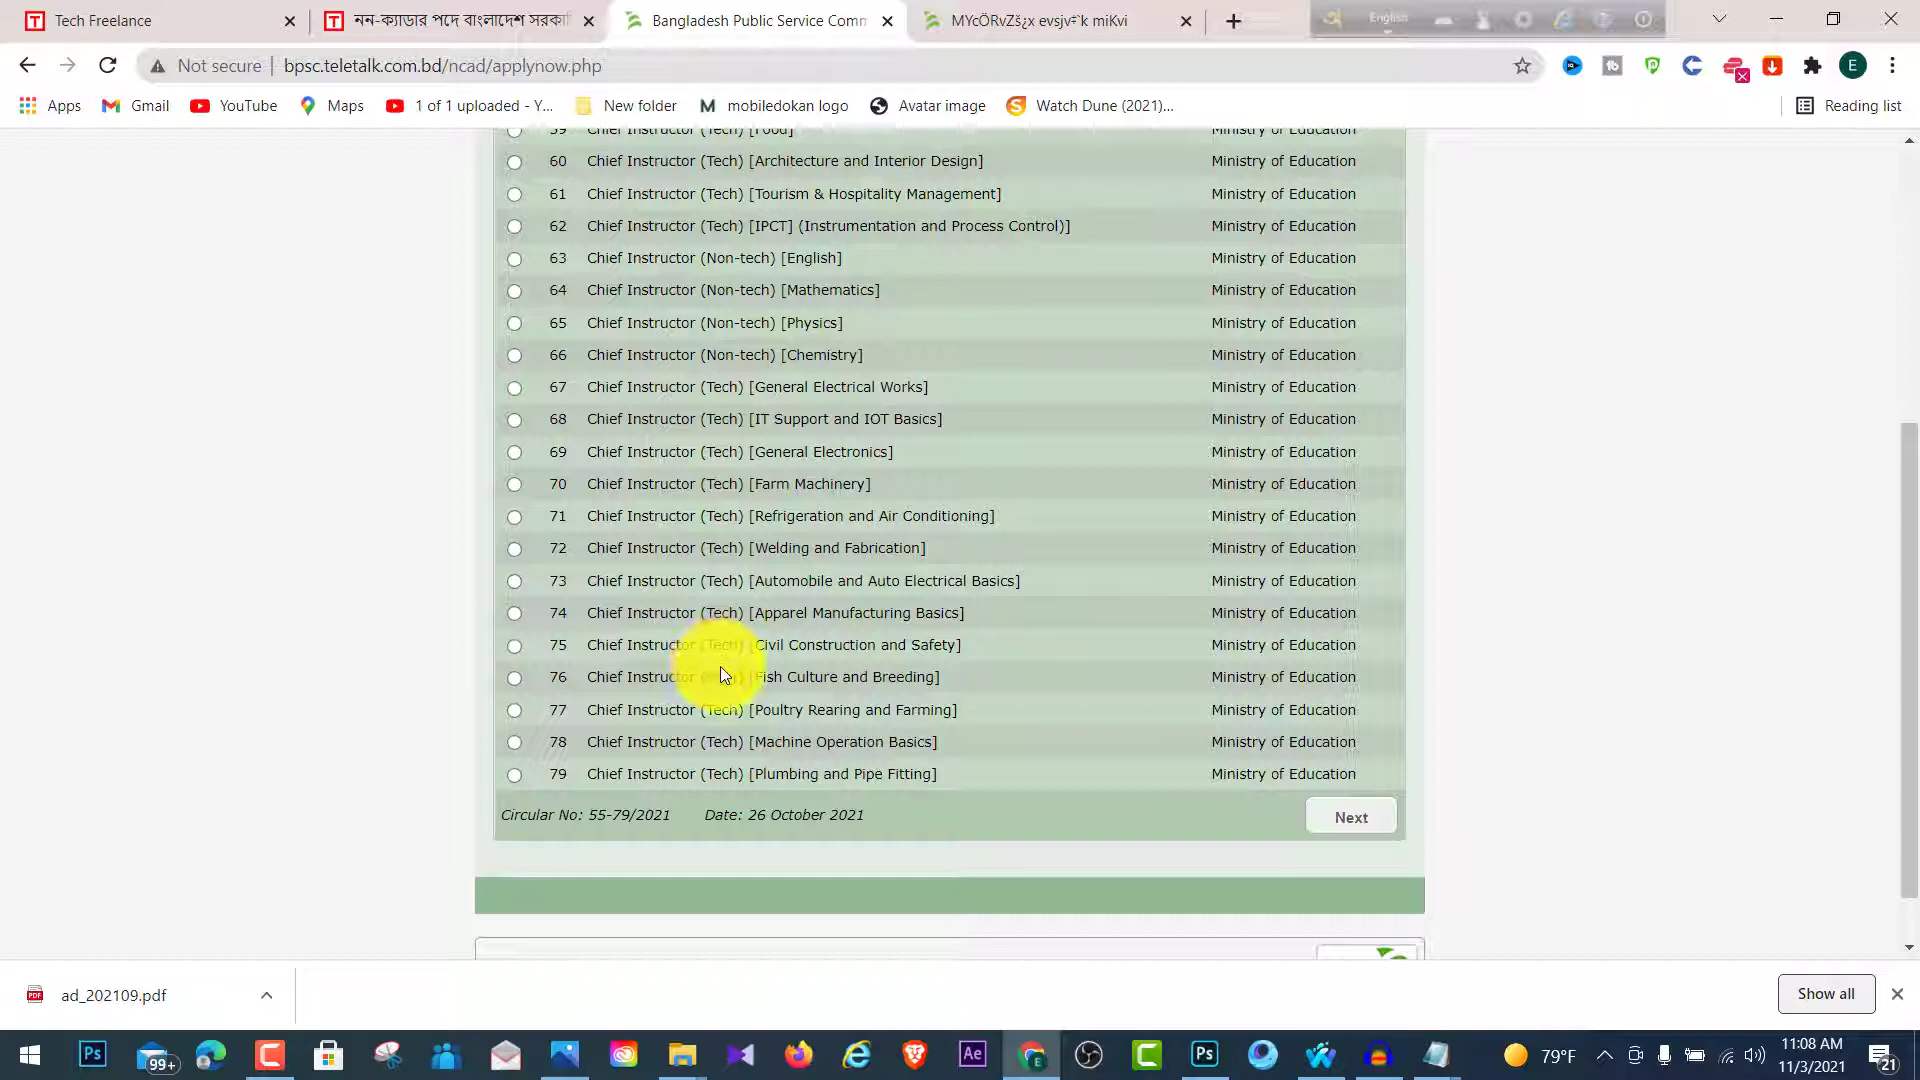 Tech Freelance
নন-ক্যাডার পদে বাংলাদেশ সরকারি
Bangladesh Public Service Comm
MYcÖRvZš¿x evsjv‡`k miKvi
English
Not secure
bpsc.teletalk.com.bd/ncad/applynow.php
Apps
Gmail
YouTube
Maps
1 of 1 uploaded - Y...
New folder
mobiledokan logo
Avatar image
Watch Dune (2021)...
Reading list
59 Chief Instructor (Tech) [Food] Ministry of Education
60 Chief Instructor (Tech) [Architecture and Interior Design] Ministry of Education
61 Chief Instructor (Tech) [Tourism & Hospitality Management] Ministry of Education
62 Chief Instructor (Tech) [IPCT] (Instrumentation and Process Control)] Ministry of Education
63 Chief Instructor (Non-tech) [English] Ministry of Education
64 Chief Instructor (Non-tech) [Mathematics] Ministry of Education
65 Chief Instructor (Non-tech) [Physics] Ministry of Education
66 Chief Instructor (Non-tech) [Chemistry] Ministry of Education
67 Chief Instructor (Tech) [General Electrical Works] Ministry of Education
68 Chief Instructor (Tech) [IT Support and IOT Basics] Ministry of Education
69 Chief Instructor (Tech) [General Electronics] Ministry of Education
70 Chief Instructor (Tech) [Farm Machinery] Ministry of Education
71 Chief Instructor (Tech) [Refrigeration and Air Conditioning] Ministry of Education
72 Chief Instructor (Tech) [Welding and Fabrication] Ministry of Education
73 Chief Instructor (Tech) [Automobile and Auto Electrical Basics] Ministry of Education
74 Chief Instructor (Tech) [Apparel Manufacturing Basics] Ministry of Education
75 Chief Instructor (Tech) [Civil Construction and Safety] Ministry of Education
76 Chief Instructor (Tech) [Fish Culture and Breeding] Ministry of Education
77 Chief Instructor (Tech) [Poultry Rearing and Farming] Ministry of Education
78 Chief Instructor (Tech) [Machine Operation Basics] Ministry of Education
79 Chief Instructor (Tech) [Plumbing and Pipe Fitting] Ministry of Education
Circular No: 55-79/2021 Date: 26 October 2021
Next
ad_202109.pdf
Show all
99+
79°F
11:08 AM
11/3/2021
21